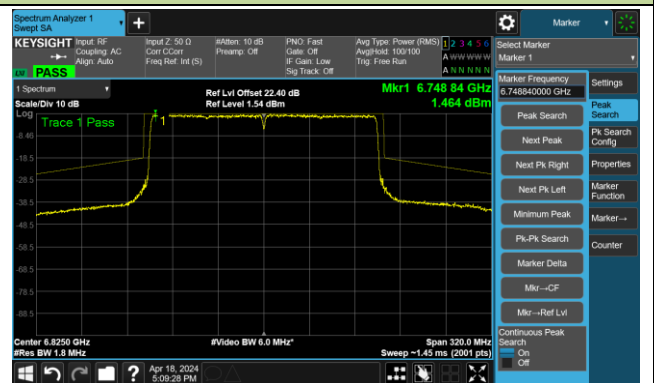 Spectrum Analyzer 1
Swept SA
Marker
KEYSIGHT
Input: RF
Coupling: AC
Align: Auto
Input Z: 50 Ω
Corr CCorr
Freq Ref: Int (S)
#Atten: 10 dB
Preamp: Off
PNO: Fast
Gate: Off
IF Gain: Low
Sig Track: Off
Avg Type: Power (RMS)
Avg|Hold: 100/100
Trig: Free Run
1 2 3 4 5 6
A W W W W W
A N N N N N
PASS
Select Marker
Marker 1
1 Spectrum
Scale/Div 10 dB
Ref Lvl Offset 22.40 dB
Ref Level 1.54 dBm
Mkr1 6.748 84 GHz
1.464 dBm
Log
Trace 1 Pass
1
-8.46
-18.5
-28.5
-38.5
-48.5
-58.5
-68.5
-78.5
-88.5
Center 6.8250 GHz
#Res BW 1.8 MHz
#Video BW 6.0 MHz*
Span 320.0 MHz
Sweep ~1.45 ms (2001 pts)
Marker Frequency
6.748840000 GHz
Peak Search
Next Peak
Next Pk Right
Next Pk Left
Minimum Peak
Pk-Pk Search
Marker Delta
Mkr→CF
Mkr→Ref Lvl
Continuous Peak
Search
On
Off
Settings
Peak
Search
Pk Search
Config
Properties
Marker
Function
Marker→
Counter
Apr 18, 2024
5:09:28 PM